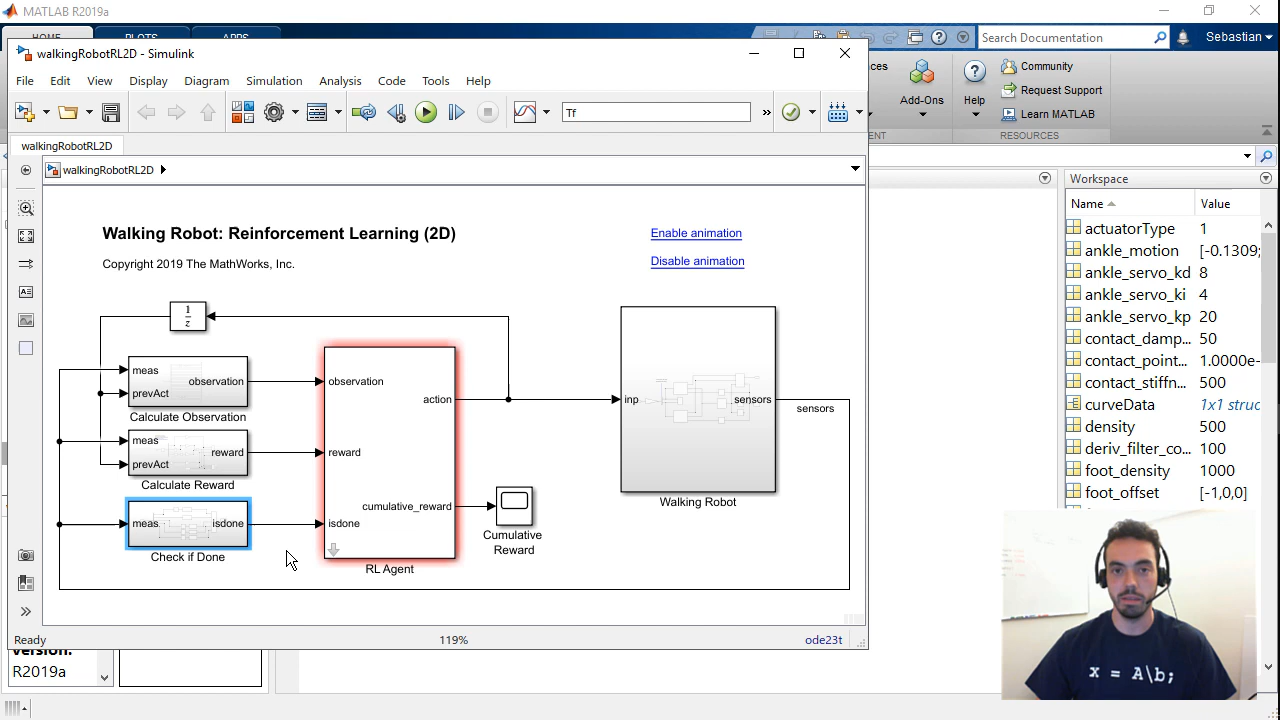 MATLAB R2019a
HOME PLOTS APPS
Search Documentation
Sebastian
walkingRobotRL2D - Simulink
File Edit View Display Diagram Simulation Analysis Code Tools Help
Add-Ons
Help
Community
Request Support
Learn MATLAB
RESOURCES
Tf
»
walkingRobotRL2D
walkingRobotRL2D
Walking Robot: Reinforcement Learning (2D)
Copyright 2019 The MathWorks, Inc.
Enable animation
Disable animation
1
z
meas
prevAct
observation
Calculate Observation
meas
prevAct
reward
Calculate Reward
meas
isdone
Check if Done
observation
reward
isdone
action
cumulative_reward
RL Agent
Cumulative
Reward
inp
sensors
Walking Robot
sensors
Ready
119%
ode23t
version:
R2019a
Workspace
Name Value
actuatorType 1
ankle_motion [-0.1309;
ankle_servo_kd 8
ankle_servo_ki 4
ankle_servo_kp 20
contact_damp... 50
contact_point... 1.0000e-
contact_stiffn... 500
curveData 1x1 struc
density 500
deriv_filter_co... 100
foot_density 1000
foot_offset [-1,0,0]
x = A\b;